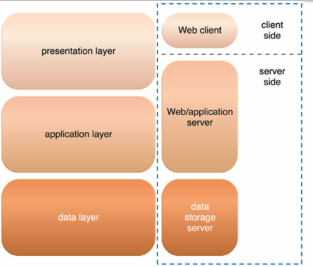 presentation layer
Web client
client
side
server
side
application layer
Web/application
server
data layer
data
storage
server